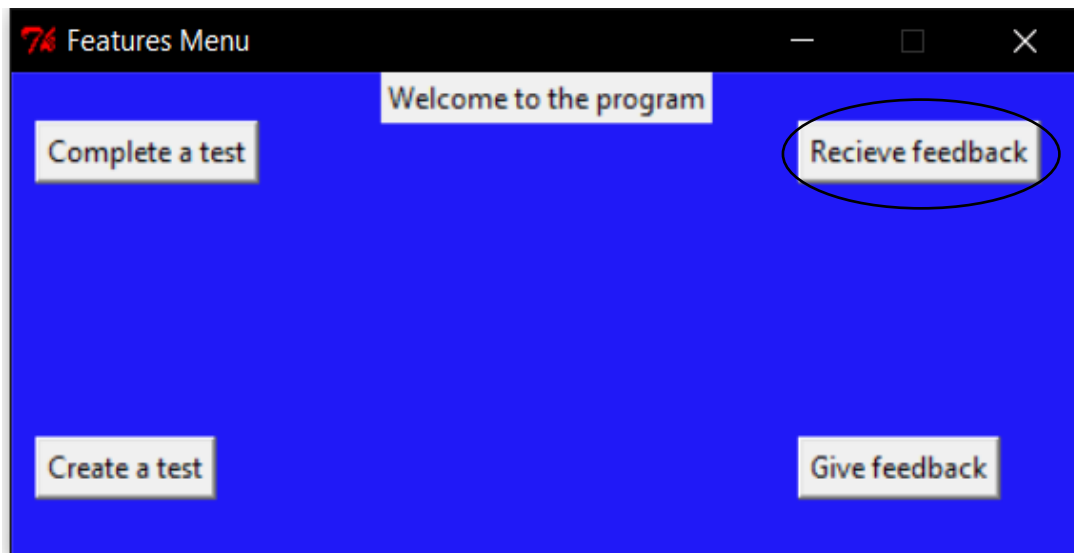 Features Menu
Welcome to the program
Complete a test
Recieve feedback
Create a test
Give feedback